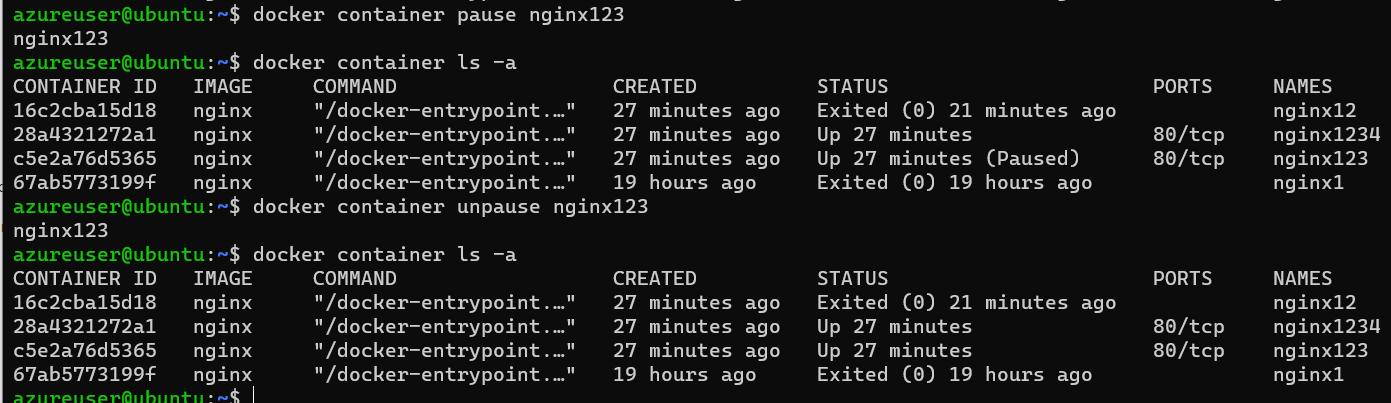 azureuser@ubuntu:~$ docker container pause nginx123
nginx123
azureuser@ubuntu:~$ docker container ls -a
CONTAINER ID   IMAGE     COMMAND                  CREATED          STATUS                      PORTS     NAMES
16c2cba15d18   nginx     "/docker-entrypoint.…"   27 minutes ago   Exited (0) 21 minutes ago             nginx12
28a4321272a1   nginx     "/docker-entrypoint.…"   27 minutes ago   Up 27 minutes               80/tcp    nginx1234
c5e2a76d5365   nginx     "/docker-entrypoint.…"   27 minutes ago   Up 27 minutes (Paused)      80/tcp    nginx123
67ab5773199f   nginx     "/docker-entrypoint.…"   19 hours ago     Exited (0) 19 hours ago               nginx1
azureuser@ubuntu:~$ docker container unpause nginx123
nginx123
azureuser@ubuntu:~$ docker container ls -a
CONTAINER ID   IMAGE     COMMAND                  CREATED          STATUS                      PORTS     NAMES
16c2cba15d18   nginx     "/docker-entrypoint.…"   27 minutes ago   Exited (0) 21 minutes ago             nginx12
28a4321272a1   nginx     "/docker-entrypoint.…"   27 minutes ago   Up 27 minutes               80/tcp    nginx1234
c5e2a76d5365   nginx     "/docker-entrypoint.…"   27 minutes ago   Up 27 minutes               80/tcp    nginx123
67ab5773199f   nginx     "/docker-entrypoint.…"   19 hours ago     Exited (0) 19 hours ago               nginx1
azureuser@ubuntu:~$